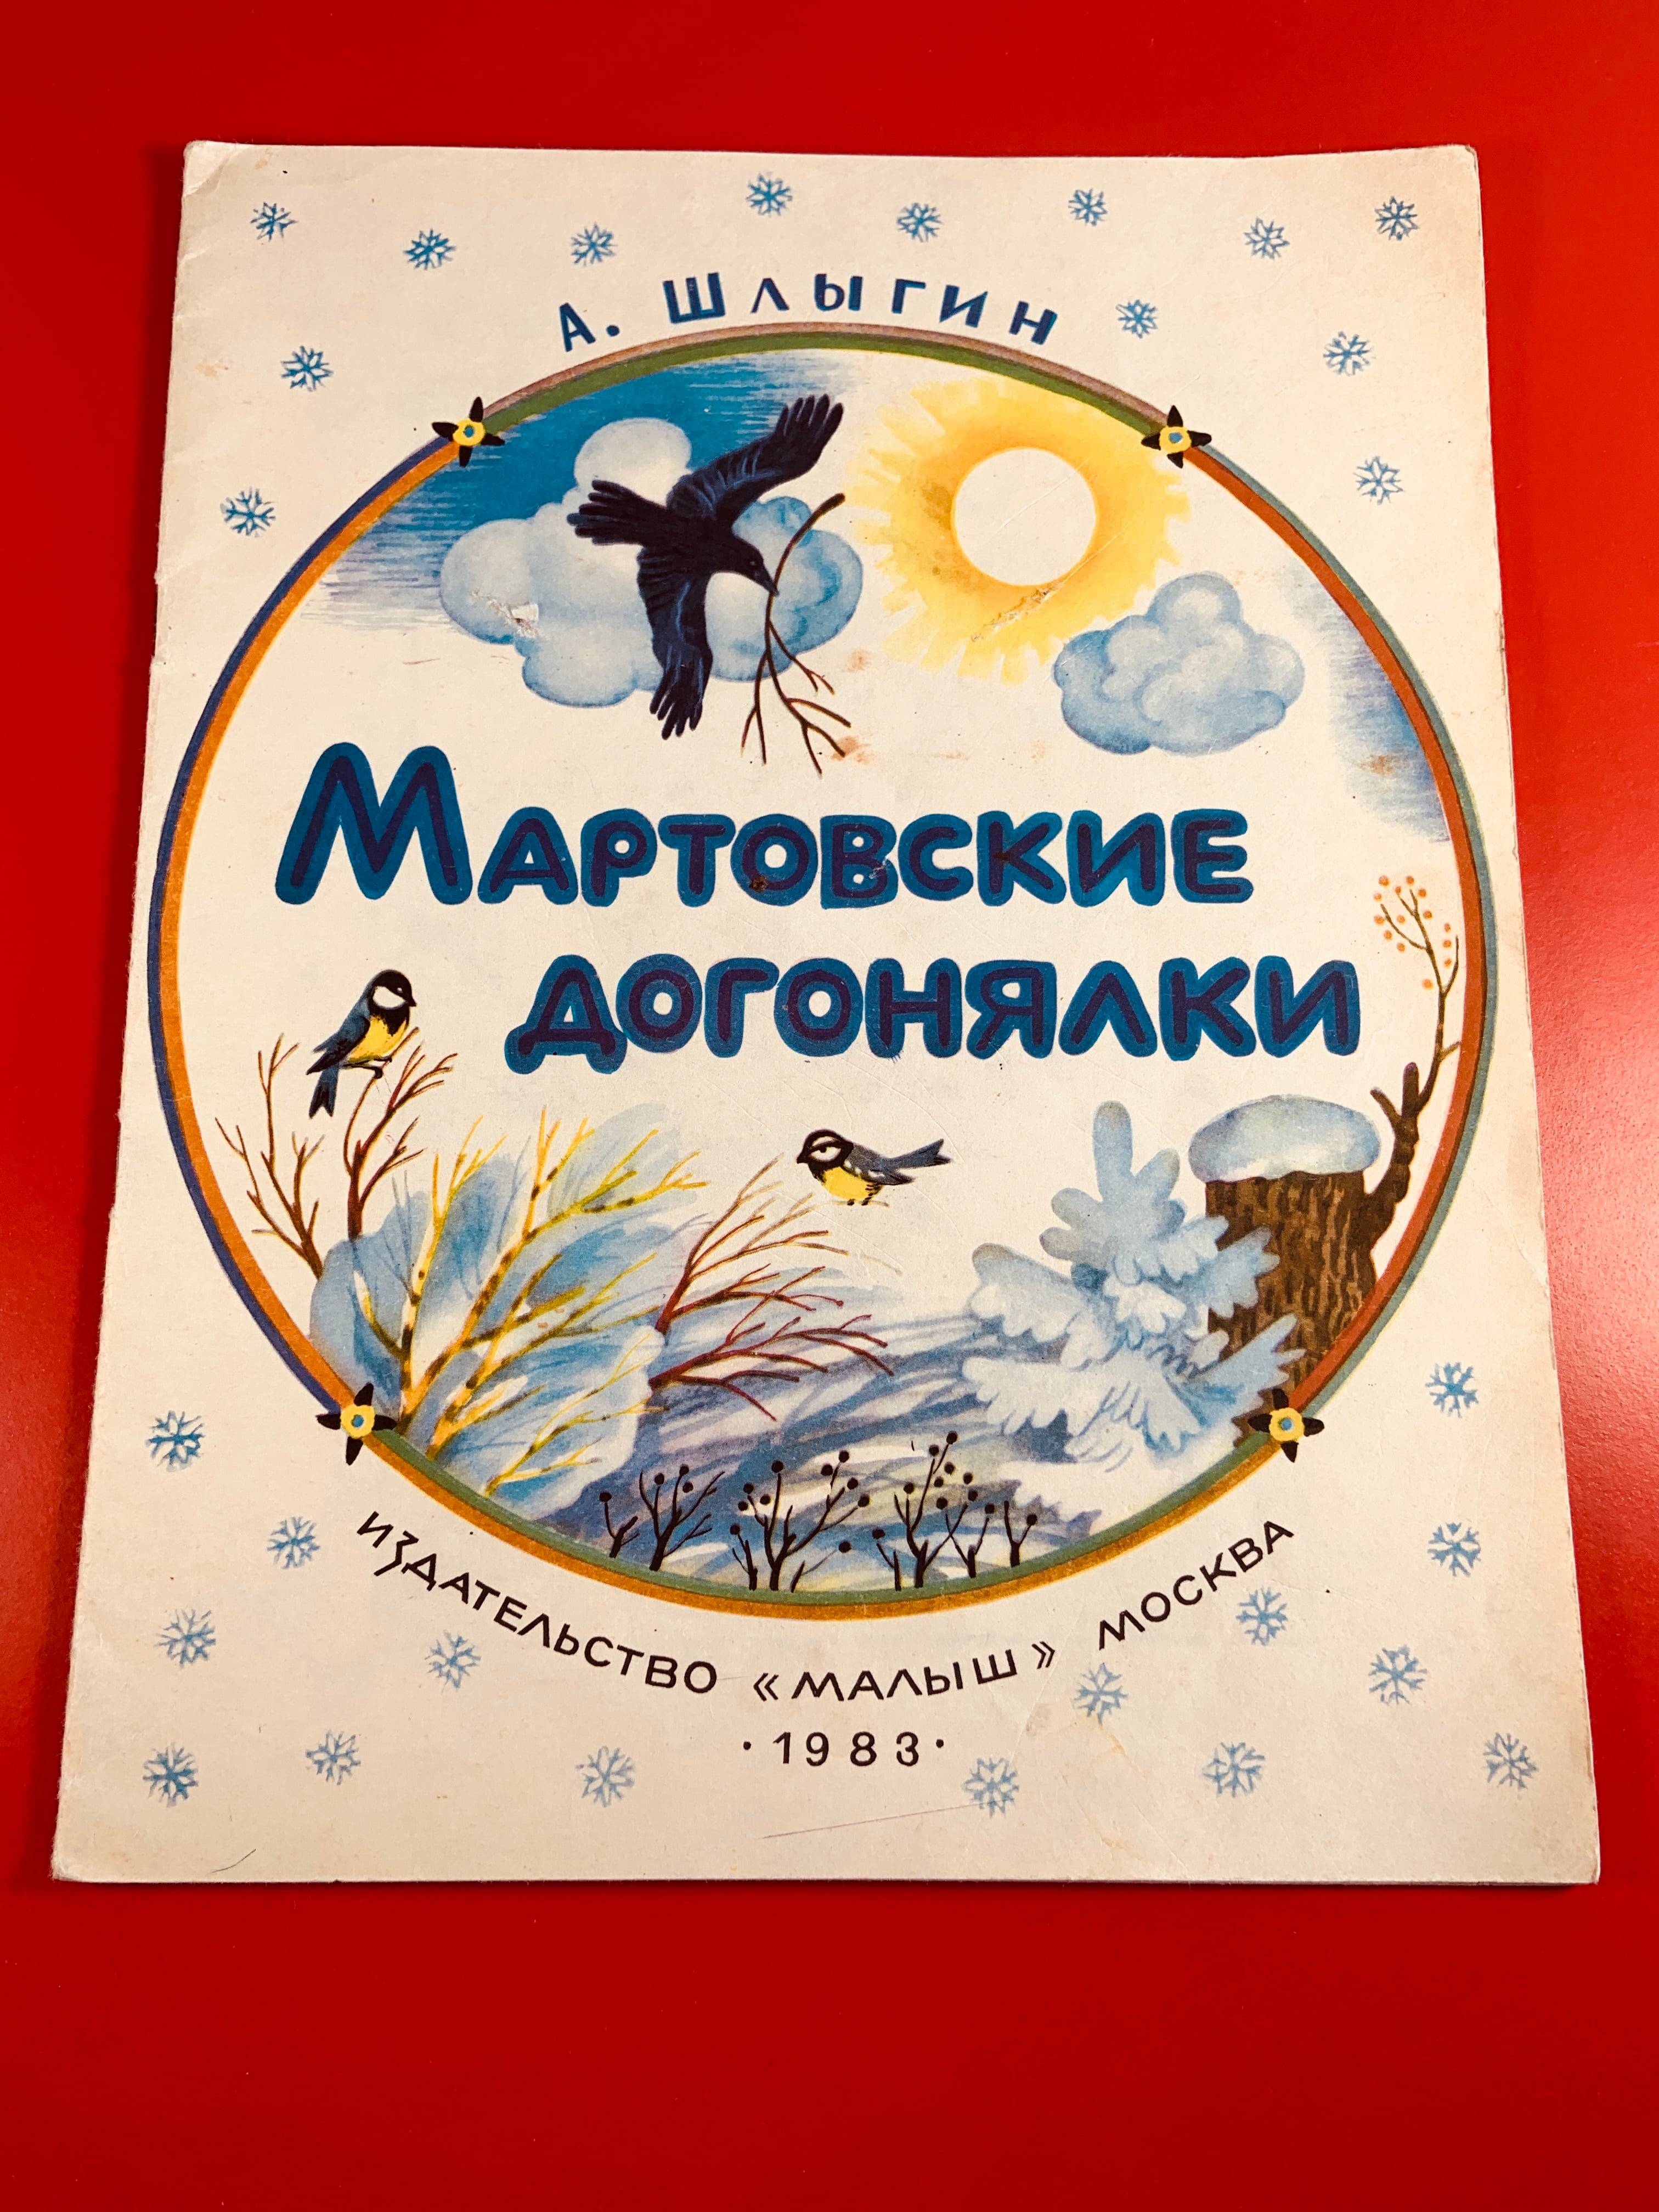 А. ШЛЫГИН
МАРТОВСКИЕ
ДОГОНЯЛКИ
ИЗДАТЕЛЬСТВО «МАЛЫШ» МОСКВА
·1983·